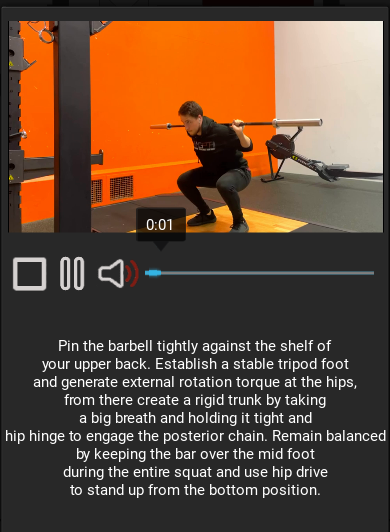 0:01
Pin the barbell tightly against the shelf of
your upper back. Establish a stable tripod foot
and generate external rotation torque at the hips,
from there create a rigid trunk by taking
a big breath and holding it tight and
hip hinge to engage the posterior chain. Remain balanced
by keeping the bar over the mid foot
during the entire squat and use hip drive
to stand up from the bottom position.